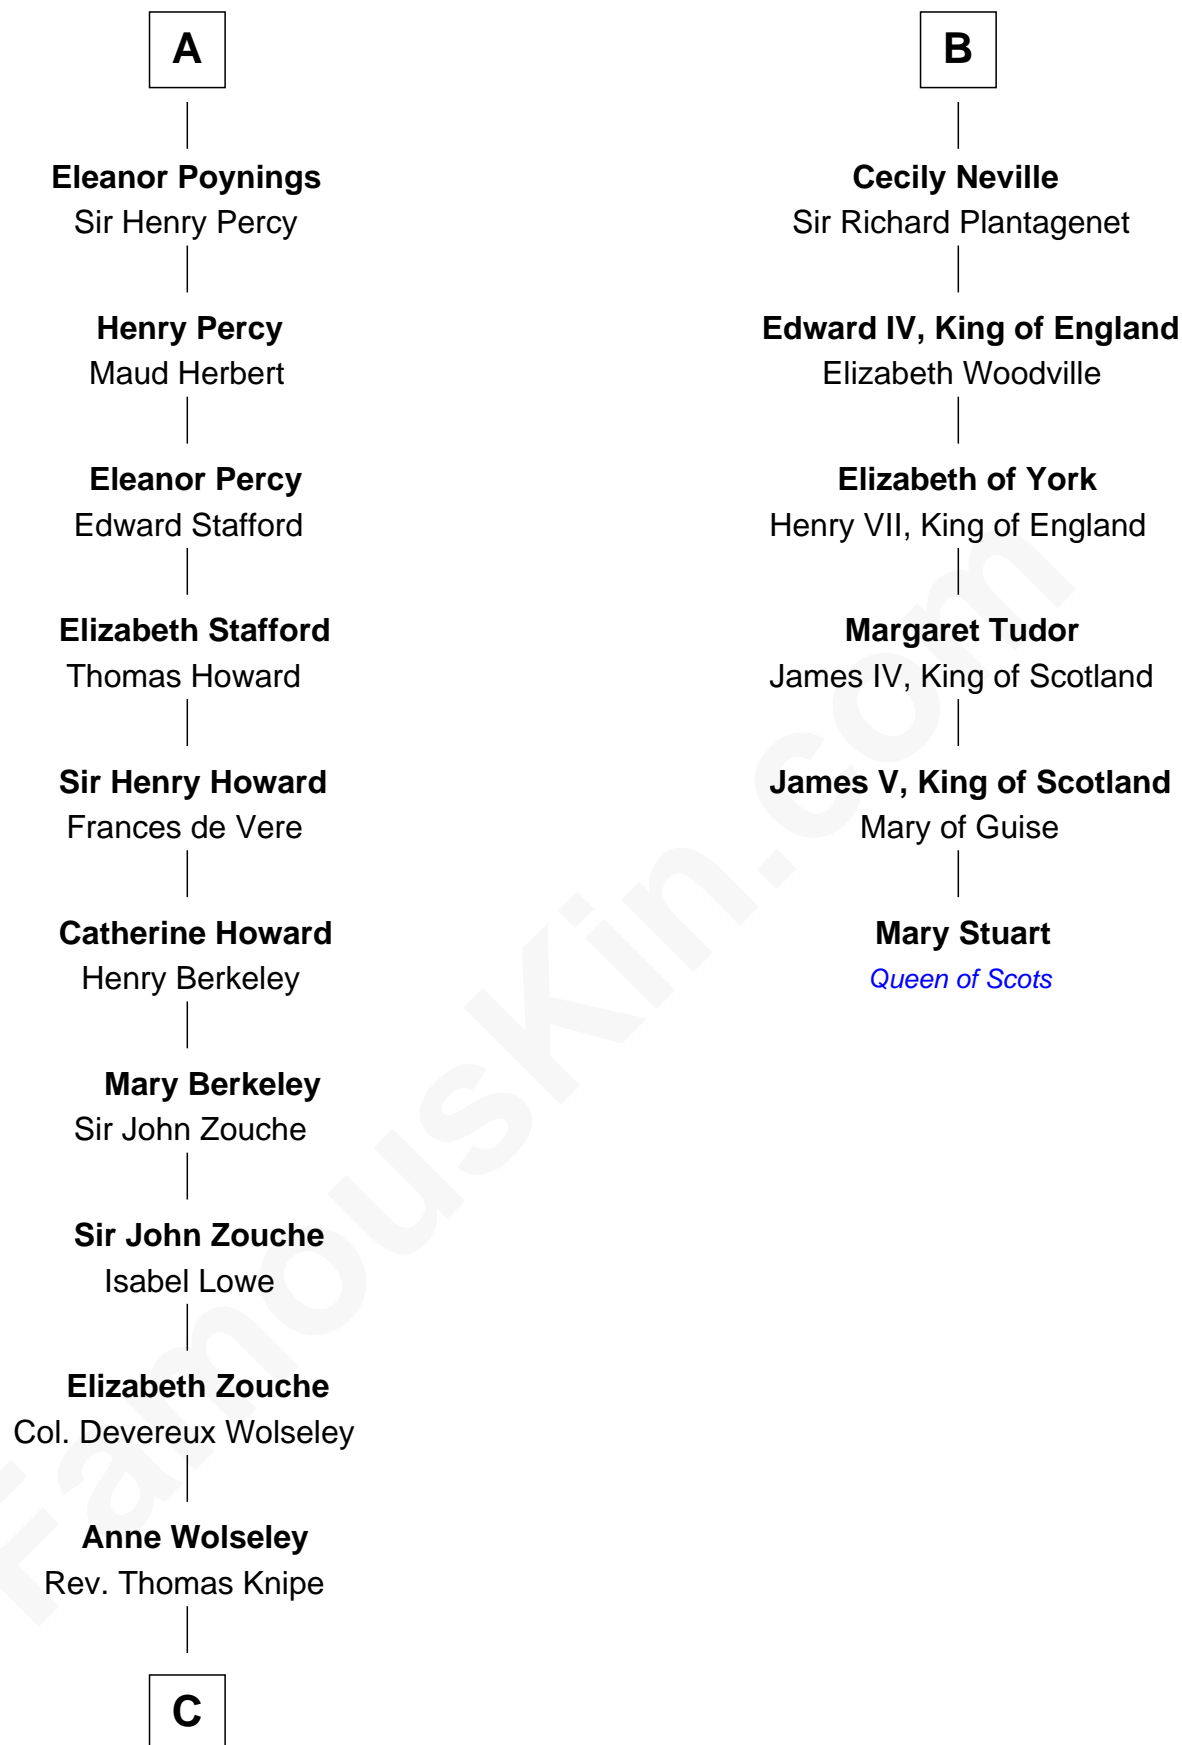 A
Eleanor Poynings
Sir Henry Percy
Henry Percy
Maud Herbert
Eleanor Percy
Edward Stafford
Elizabeth Stafford
Thomas Howard
Sir Henry Howard
Frances de Vere
Catherine Howard
Henry Berkeley
Mary Berkeley
Sir John Zouche
Sir John Zouche
Isabel Lowe
Elizabeth Zouche
Col. Devereux Wolseley
Anne Wolseley
Rev. Thomas Knipe
C
B
Cecily Neville
Sir Richard Plantagenet
Edward IV, King of England
Elizabeth Woodville
Elizabeth of York
Henry VII, King of England
Margaret Tudor
James IV, King of Scotland
James V, King of Scotland
Mary of Guise
Mary Stuart
Queen of Scots
FamousKin.com